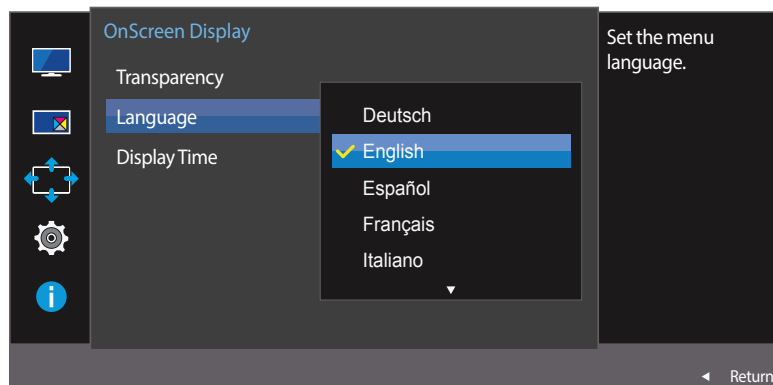 OnScreen Display
Transparency
Language
Display Time
Deutsch
English
Español
Français
Italiano
Set the menu
language.
Return